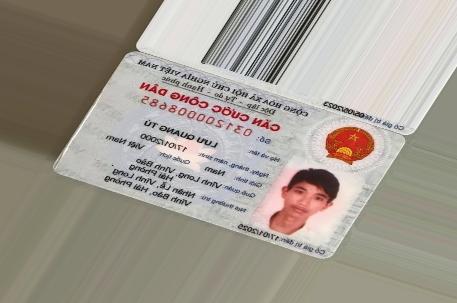 CỘNG HÒA XÃ HỘI CHỦ NGHĨA VIỆT NAM
Độc lập - Tự do - Hạnh phúc
CĂN CƯỚC CÔNG DÂN
Số: 031200008685
Họ và tên: LƯU QUANG TÚ
Ngày, tháng, năm sinh: 17/01/2000
Giới tính: Nam Quốc tịch: Việt Nam
Quê quán: Vĩnh Long, Vĩnh Bảo, Hải Phòng
Nơi thường trú: Nhân Lễ, Vĩnh Long
Vĩnh Bảo, Hải Phòng
Có giá trị đến: 17/01/2025
Có giá trị đến: